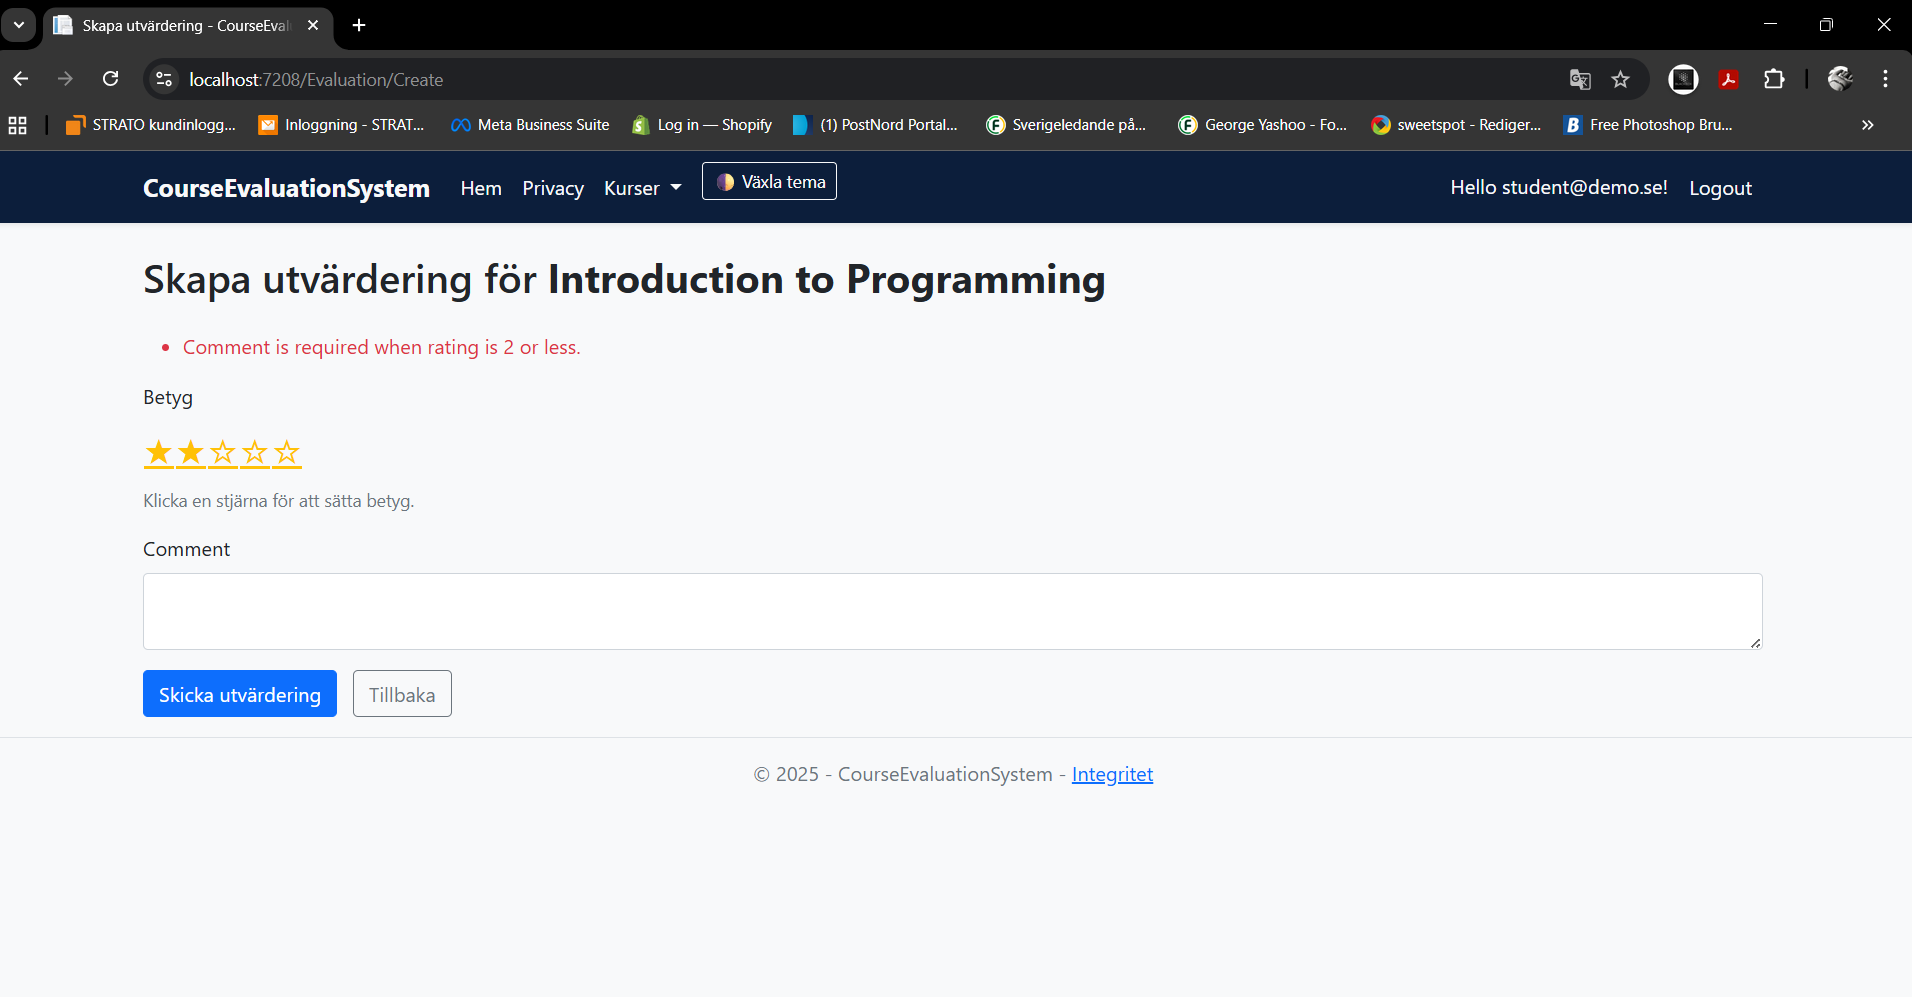 Skapa utvärdering - CourseEval
localhost:7208/Evaluation/Create
STRATO kundinlogg... Inloggning - STRAT... Meta Business Suite Log in — Shopify (1) PostNord Portal... Sverigeledande på... George Yashoo - Fo... sweetspot - Rediger... Free Photoshop Bru...
CourseEvaluationSystem Hem Privacy Kurser Växla tema Hello student@demo.se! Logout
Skapa utvärdering för Introduction to Programming
• Comment is required when rating is 2 or less.
Betyg
★★☆☆☆
Klicka en stjärna för att sätta betyg.
Comment
Skicka utvärdering Tillbaka
© 2025 - CourseEvaluationSystem - Integritet